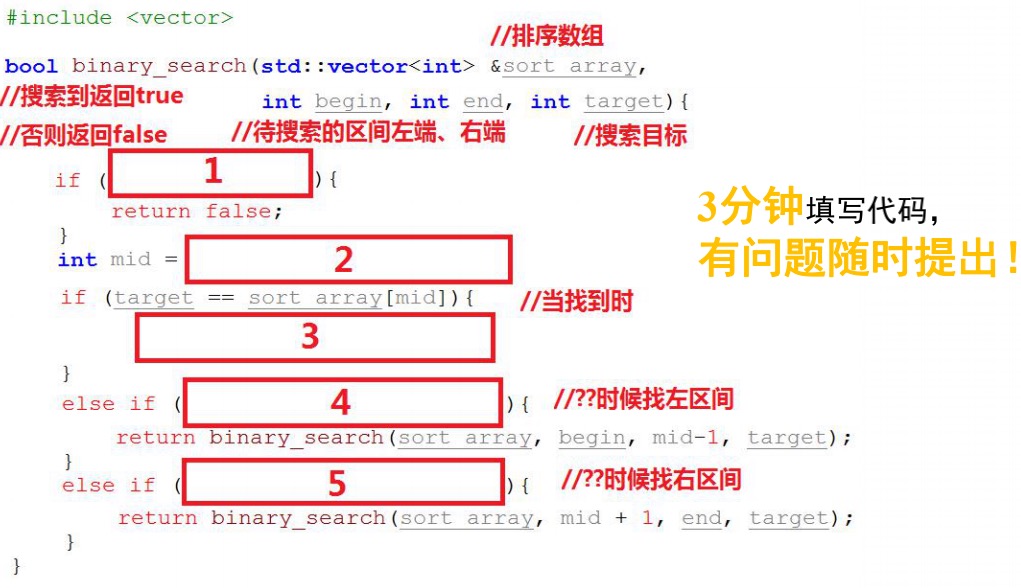 #include <vector>
//排序数组
bool binary_search(std::vector<int> &sort_array,
//搜索到返回true
int begin, int end, int target){
//否则返回false //待搜索的区间左端、右端 //搜索目标
if ( 1 ){
return false;
}
int mid = 2
if (target == sort_array[mid]){ //当找到时
3
}
else if ( 4 ){ //??时候找左区间
return binary_search(sort_array, begin, mid-1, target);
}
else if ( 5 ){ //??时候找右区间
return binary_search(sort_array, mid + 1, end, target);
}
}
3分钟填写代码，
有问题随时提出！